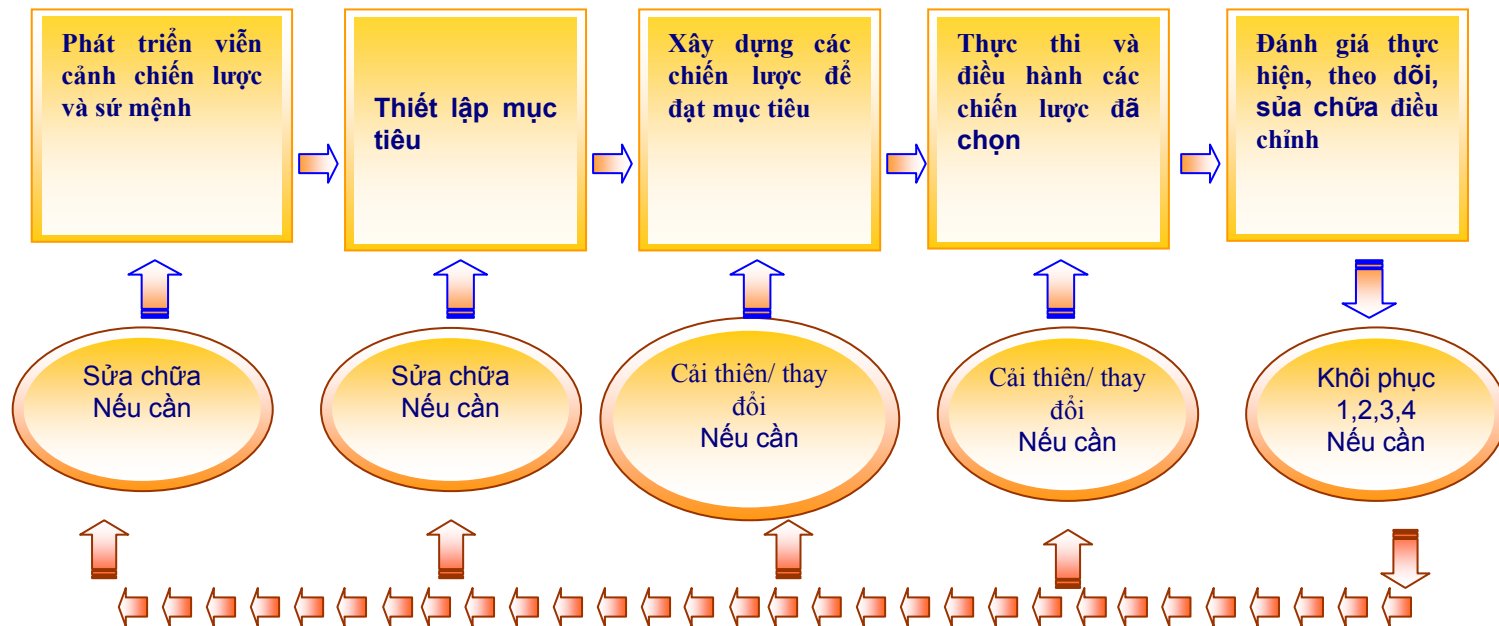 Phát triển viễn
cảnh chiến lược
và sứ mệnh
Thiết lập mục
tiêu
Xây dựng các
chiến lược để
đạt mục tiêu
Thực thi và
điều hành các
chiến lược đã
chọn
Đánh giá thực
hiện, theo dõi,
sủa chữa điều
chỉnh
Sửa chữa
Nếu cần
Sửa chữa
Nếu cần
Cải thiên/ thay
đổi
Nếu cần
Cải thiên/ thay
đổi
Nếu cần
Khôi phục
1,2,3,4
Nếu cần